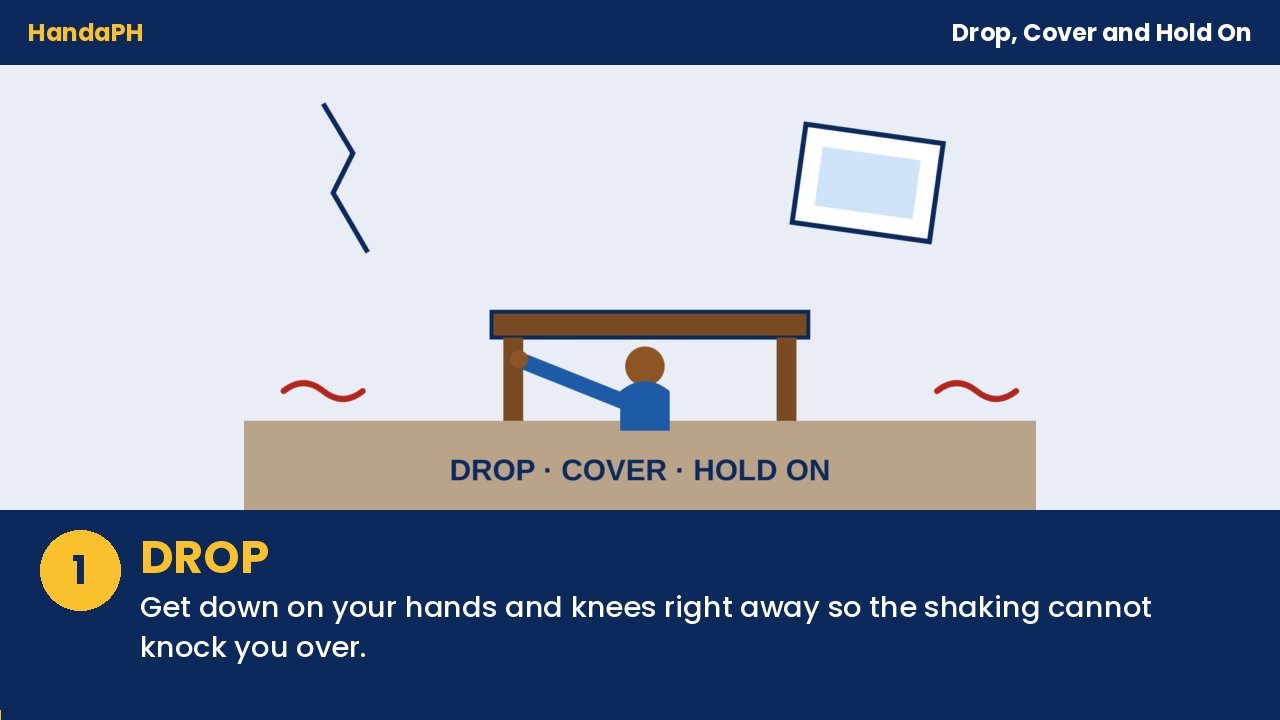 HandaPH
Drop, Cover and Hold On
DROP · COVER · HOLD ON
1
DROP
Get down on your hands and knees right away so the shaking cannot
knock you over.